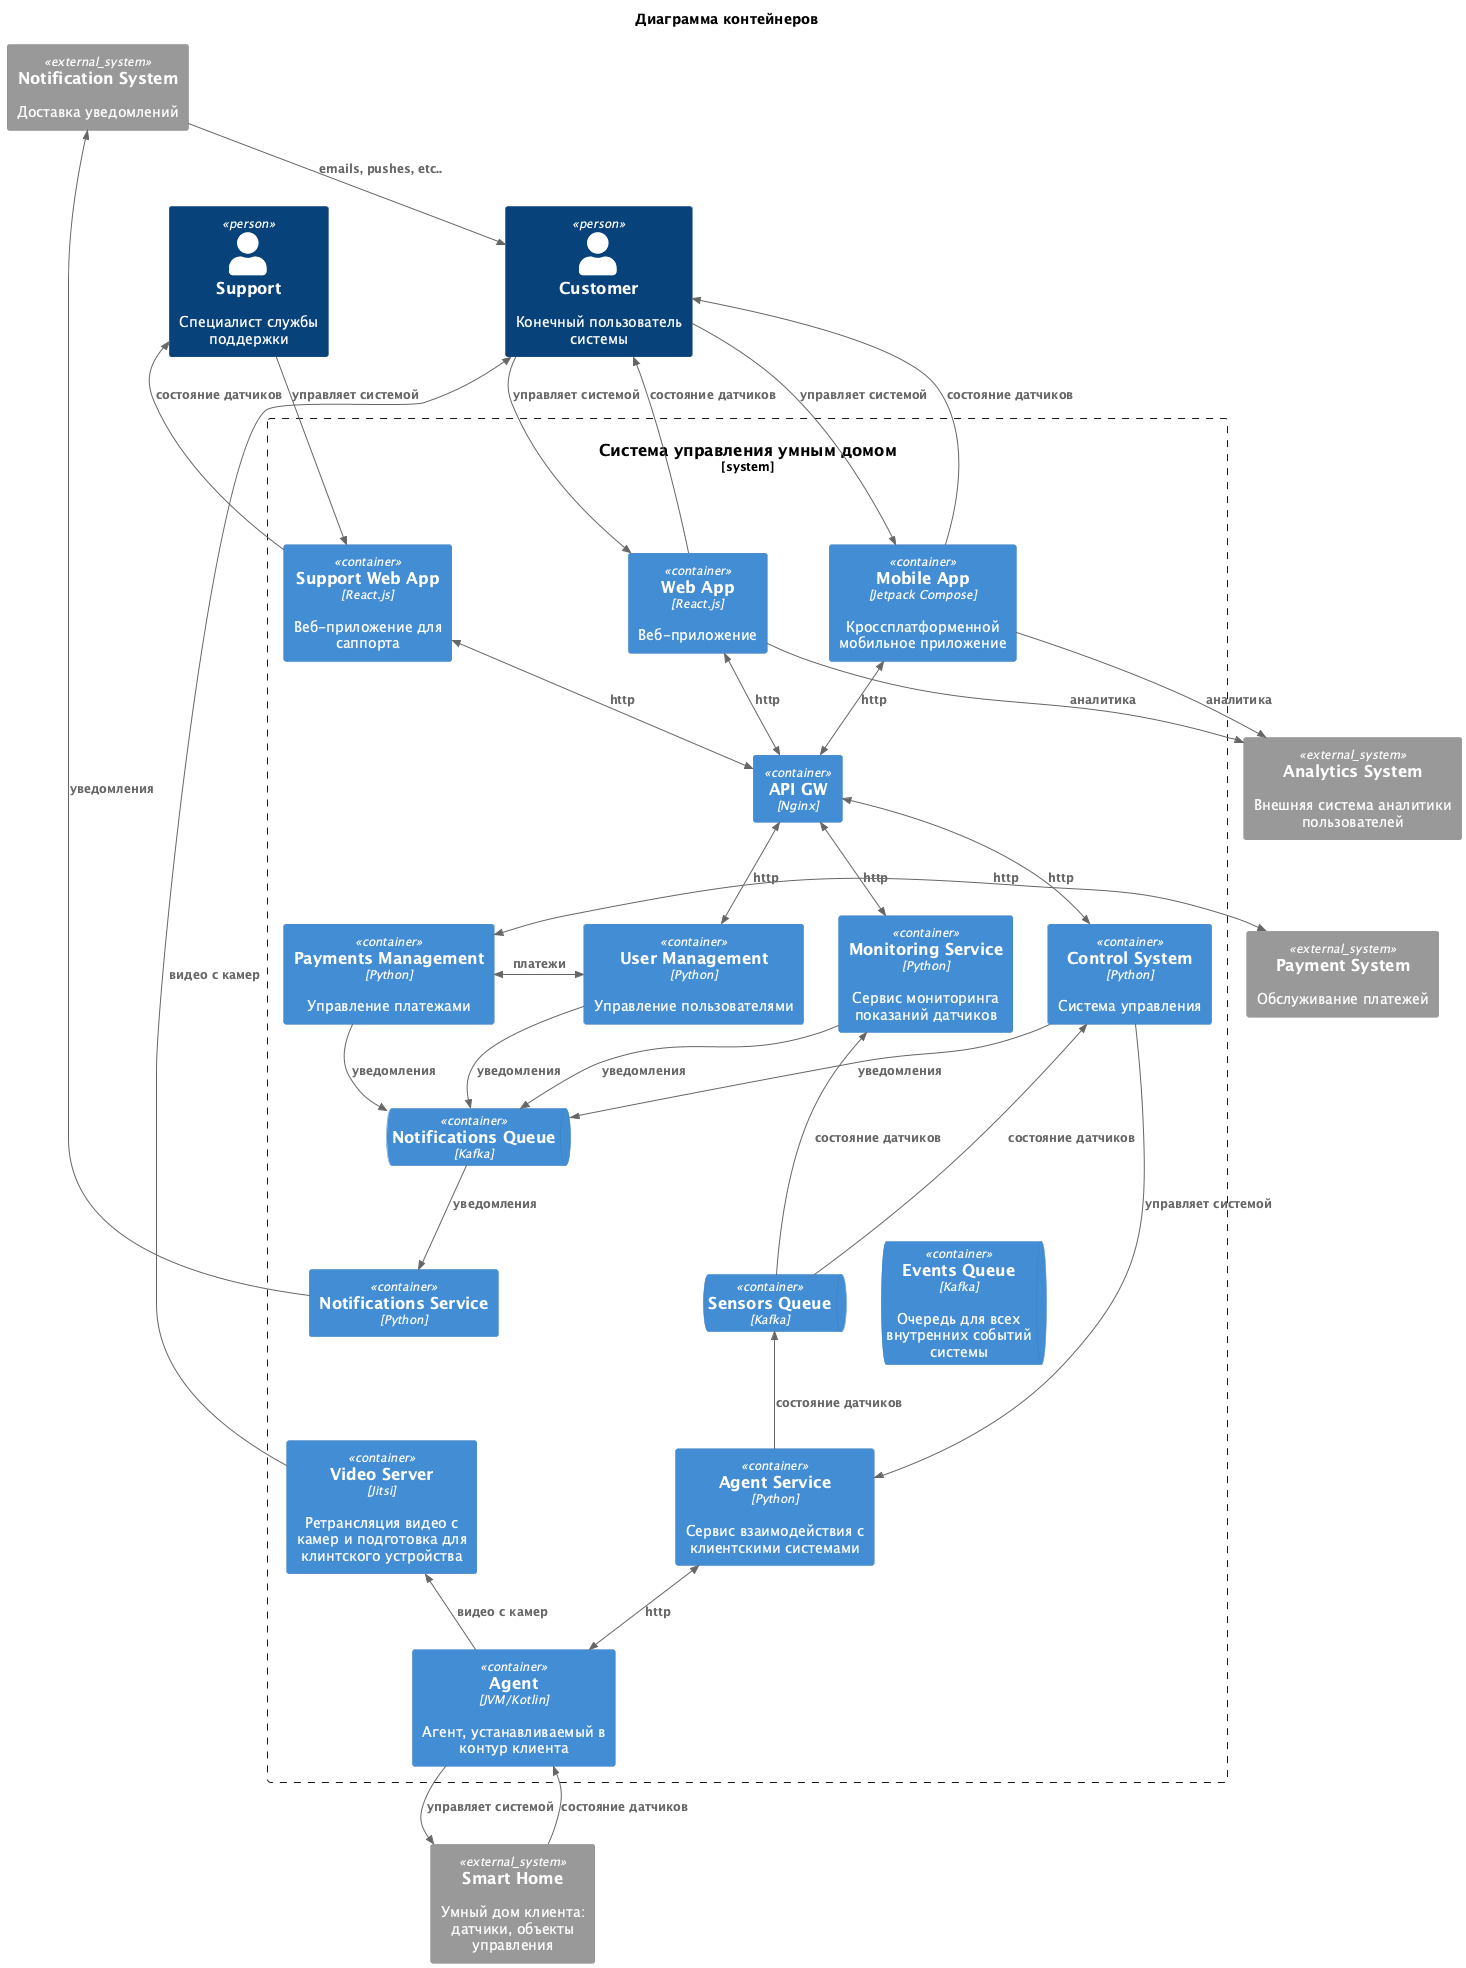 Диаграмма контейнеров
«external_system»
Notification System
Доставка уведомлений
emails, pushes, etc..
«person»
Support
Специалист службы
поддержки
«person»
Customer
Конечный пользователь
системы
состояние датчиков
управляет системой
управляет системой
состояние датчиков
управляет системой
состояние датчиков
Система управления умным домом
[system]
«container»
Support Web App
[React.js]
Веб-приложение для
саппорта
«container»
Web App
[React.js]
Веб-приложение
«container»
Mobile App
[Jetpack Compose]
Кроссплатформенной
мобильное приложение
http
http
http
аналитика
аналитика
«container»
API GW
[Nginx]
«external_system»
Analytics System
Внешняя система аналитики
пользователей
уведомления
http
http
http
http
видео с камер
«container»
Payments Management
[Python]
Управление платежами
платежи
«container»
User Management
[Python]
Управление пользователями
«container»
Monitoring Service
[Python]
Сервис мониторинга
показаний датчиков
«container»
Control System
[Python]
Система управления
«external_system»
Payment System
Обслуживание платежей
уведомления
уведомления
уведомления
уведомления
«container»
Notifications Queue
[Kafka]
состояние датчиков
состояние датчиков
уведомления
управляет системой
«container»
Notifications Service
[Python]
«container»
Sensors Queue
[Kafka]
«container»
Events Queue
[Kafka]
Очередь для всех
внутренних событий
системы
состояние датчиков
«container»
Video Server
[Jitsi]
Ретрансляция видео с
камер и подготовка для
клинтского устройства
«container»
Agent Service
[Python]
Сервис взаимодействия с
клиентскими системами
видео с камер
http
«container»
Agent
[JVM/Kotlin]
Агент, устанавливаемый в
контур клиента
управляет системой
состояние датчиков
«external_system»
Smart Home
Умный дом клиента:
датчики, объекты
управления